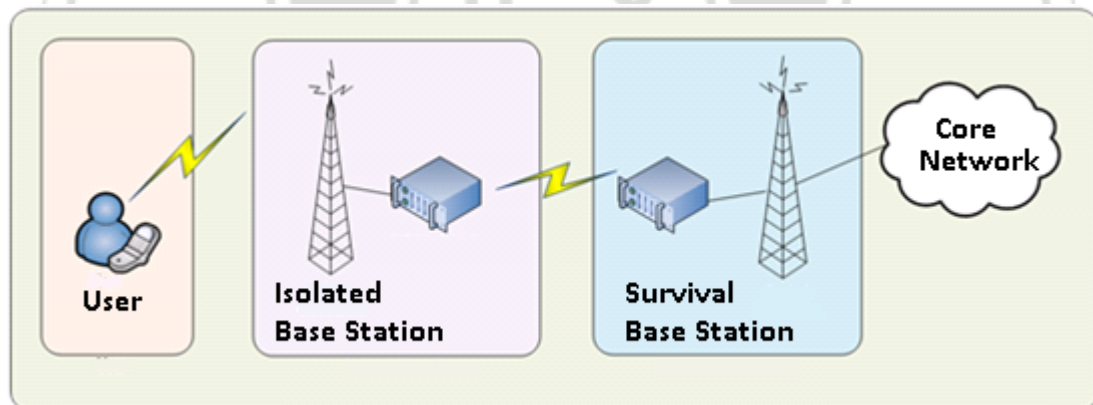 User
Isolated
Base Station
Survival
Base Station
Core
Network